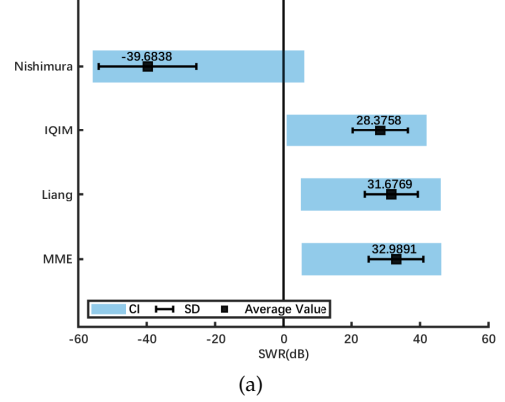 -39.6838
Nishimura
28.3758
IQIM
31.6769
Liang
32.9891
MME
CI SD Average Value
-60 -40 -20 0 20 40 60
SWR(dB)
(a)